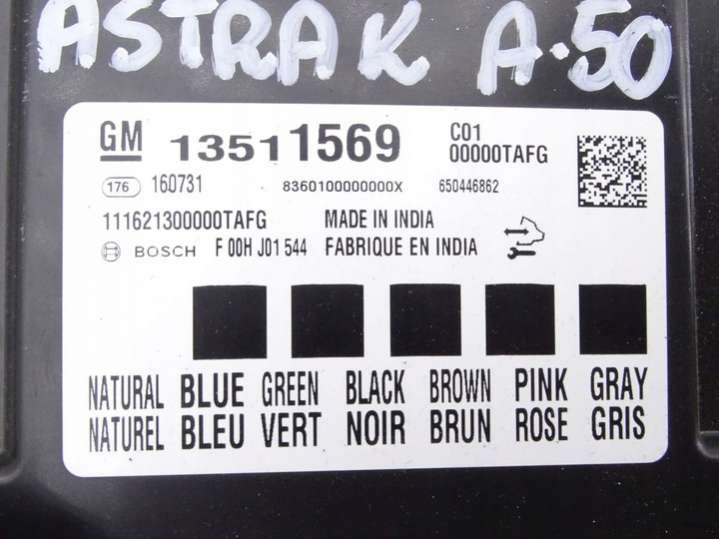 ASTRA K A-50
GM 13511569 C01
00000TAFG
176 160731 8360100000000X 650446862
111621300000TAFG MADE IN INDIA
BOSCH F 00H J01 544 FABRIQUE EN INDIA
NATURAL BLUE GREEN BLACK BROWN PINK GRAY
NATUREL BLEU VERT NOIR BRUN ROSE GRIS